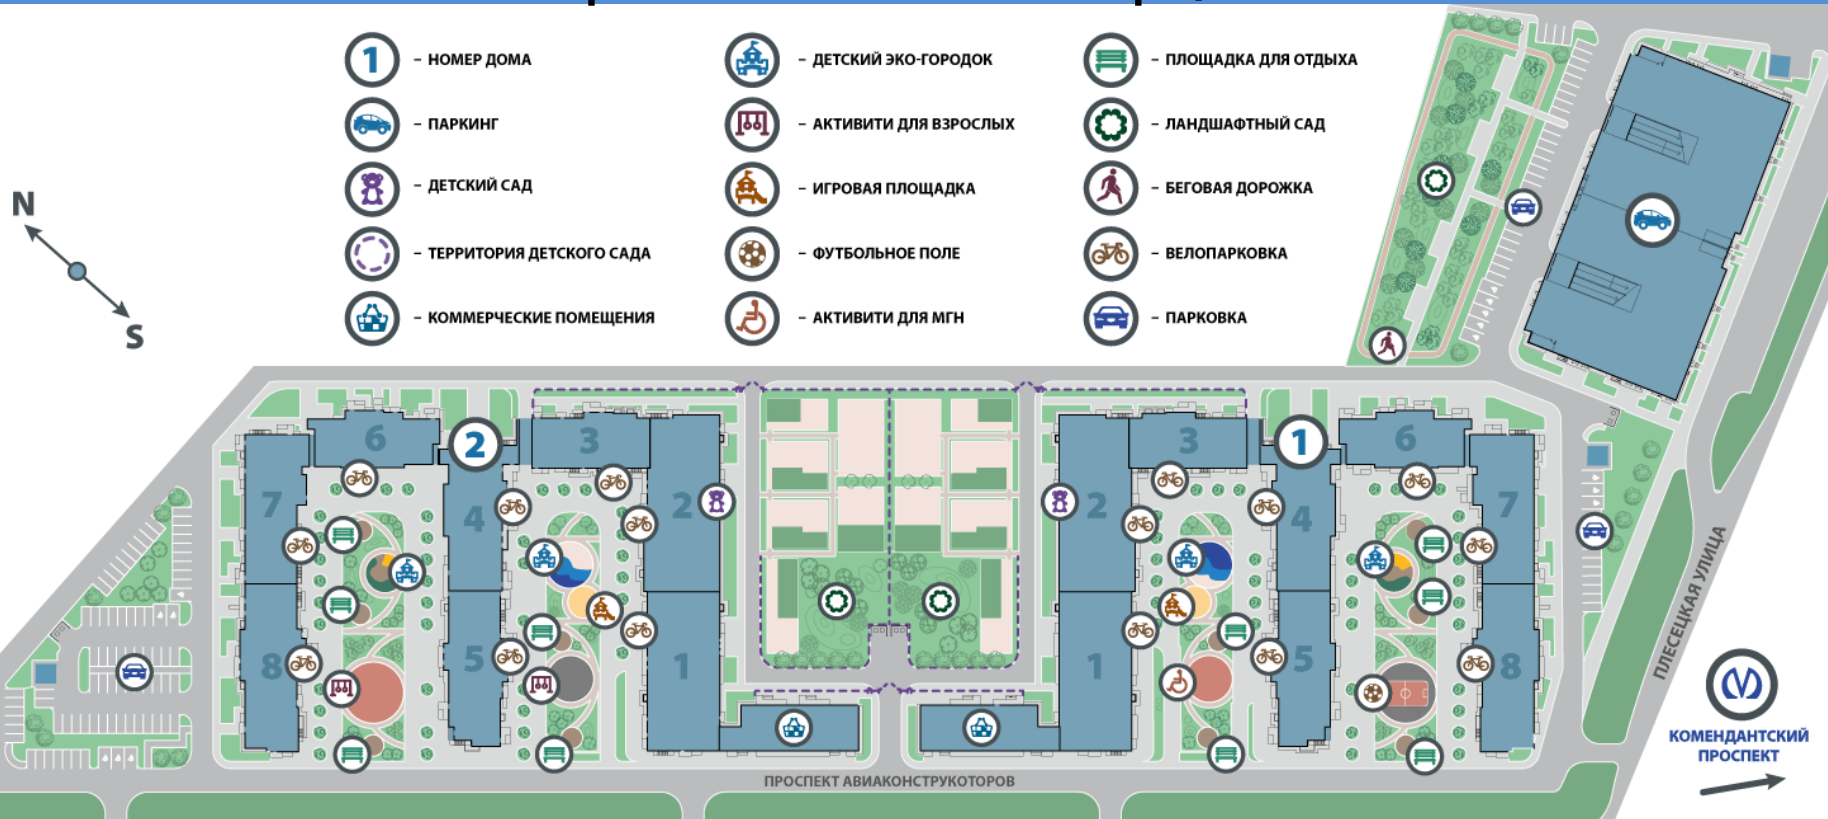 1 – НОМЕР ДОМА
– ПАРКИНГ
– ДЕТСКИЙ САД
– ТЕРРИТОРИЯ ДЕТСКОГО САДА
– КОММЕРЧЕСКИЕ ПОМЕЩЕНИЯ
– ДЕТСКИЙ ЭКО-ГОРОДОК
– АКТИВИТИ ДЛЯ ВЗРОСЛЫХ
– ИГРОВАЯ ПЛОЩАДКА
– ФУТБОЛЬНОЕ ПОЛЕ
– АКТИВИТИ ДЛЯ МГН
– ПЛОЩАДКА ДЛЯ ОТДЫХА
– ЛАНДШАФТНЫЙ САД
– БЕГОВАЯ ДОРОЖКА
– ВЕЛОПАРКОВКА
– ПАРКОВКА
N
S
6
2
3
7
4
2
8
5
1
3
1
6
2
4
7
1
5
8
ПЛЕСЕЦКАЯ УЛИЦА
КОМЕНДАНТСКИЙ
ПРОСПЕКТ
ПРОСПЕКТ АВИАКОНСТРУКОТОРОВ